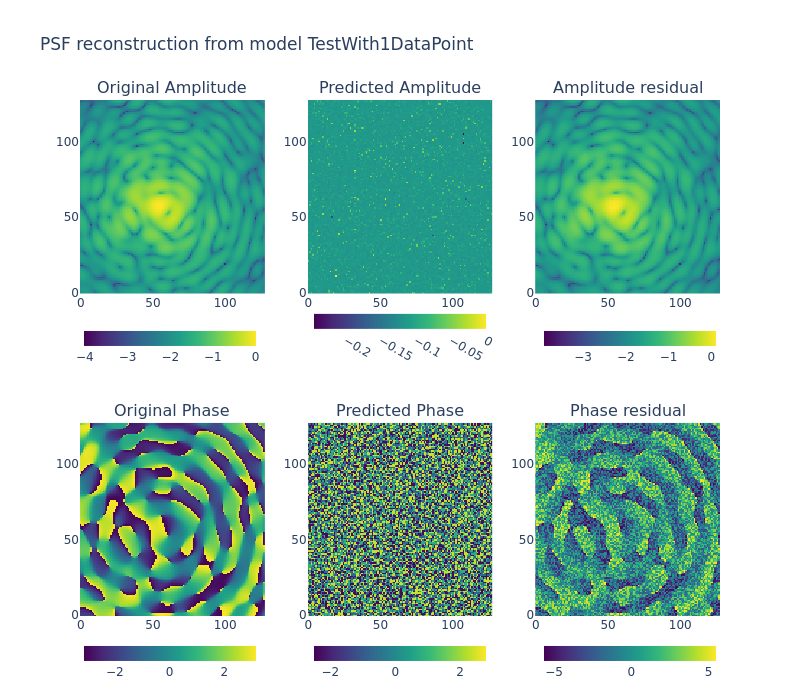 PSF reconstruction from model TestWith1DataPoint
Original Amplitude
Predicted Amplitude
Amplitude residual
100
50
0
0 50 100
100
50
0
0 50 100
100
50
0
0 50 100
−4 −3 −2 −1 0
−0.2 −0.15 −0.1 −0.05 0
−3 −2 −1 0
Original Phase
Predicted Phase
Phase residual
100
50
0
0 50 100
100
50
0
0 50 100
100
50
0
0 50 100
−2 0 2
−2 0 2
−5 0 5